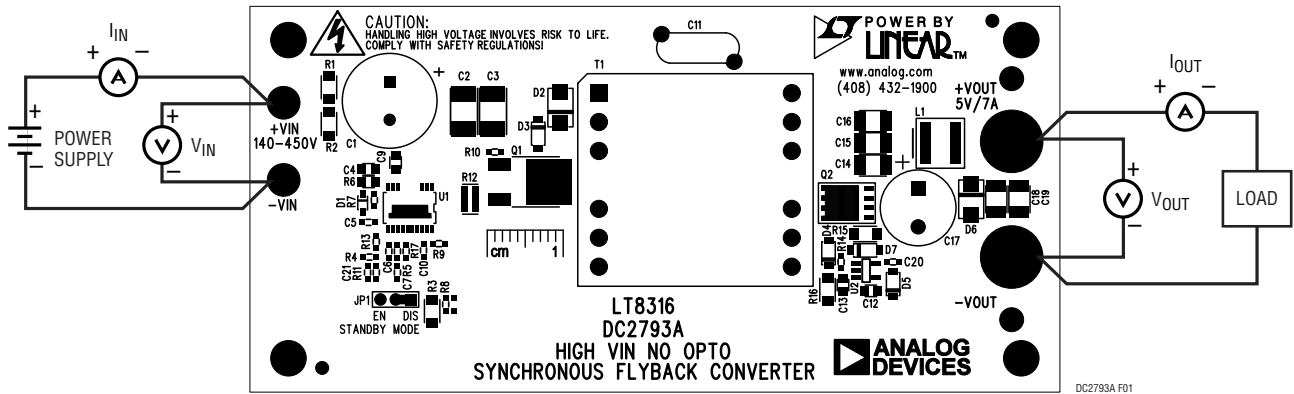 CAUTION:
HANDLING HIGH VOLTAGE INVOLVES RISK TO LIFE.
COMPLY WITH SAFETY REGULATIONS!
C11
POWER BY
LINEAR™
www.analog.com
(408) 432-1900
IIN
+ A −
POWER
SUPPLY
+
−
+
V
−
VIN
+VIN
140-450V
-VIN
R1
R2
C1
+
C2
C3
D2
D3
T1
+VOUT
5V/7A
IOUT
+ A −
+
V
−
VOUT
LOAD
C16
C15
C14
L1
+
C9
C4
R6
D1
R7
C5
U1
R10
Q1
R12
Q2
C17
D6
C18
C19
R13
R4
C21
R11
C6
C7
R5
R17
C10
R9
cm 1
D4
R15
R14
D7
C20
R16
C13
U2
C12
D5
JP1
EN DIS
STANDBY MODE
R3
R8
-VOUT
LT8316
DC2793A
HIGH VIN NO OPTO
SYNCHRONOUS FLYBACK CONVERTER
ANALOG
DEVICES
DC2793A F01